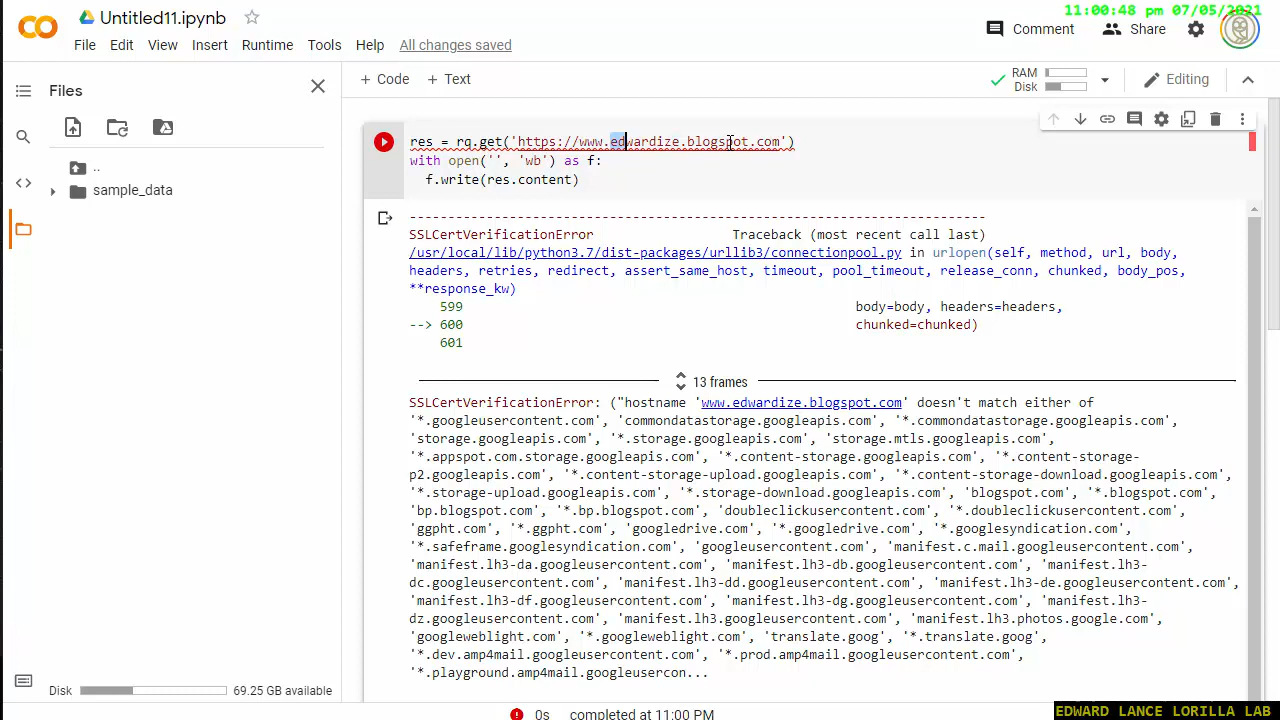 11:00:48 pm 07/05/2021
Untitled11.ipynb
File Edit View Insert Runtime Tools Help All changes saved
Comment Share
Files
+ Code + Text
RAM
Disk
Editing
..
sample_data
res = rq.get('https://www.edwardize.blogspot.com')
with open('', 'wb') as f:
f.write(res.content)
---------------------------------------------------------------------------
SSLCertVerificationError Traceback (most recent call last)
/usr/local/lib/python3.7/dist-packages/urllib3/connectionpool.py in urlopen(self, method, url, body,
headers, retries, redirect, assert_same_host, timeout, pool_timeout, release_conn, chunked, body_pos,
**response_kw)
599 body=body, headers=headers,
--> 600 chunked=chunked)
601
13 frames
SSLCertVerificationError: ("hostname 'www.edwardize.blogspot.com' doesn't match either of
'*.googleusercontent.com', 'commondatastorage.googleapis.com', '*.commondatastorage.googleapis.com',
'storage.googleapis.com', '*.storage.googleapis.com', 'storage.mtls.googleapis.com',
'*.appspot.com.storage.googleapis.com', '*.content-storage.googleapis.com', '*.content-storage-
p2.googleapis.com', '*.content-storage-upload.googleapis.com', '*.content-storage-download.googleapis.com',
'*.storage-upload.googleapis.com', '*.storage-download.googleapis.com', 'blogspot.com', '*.blogspot.com',
'bp.blogspot.com', '*.bp.blogspot.com', 'doubleclickusercontent.com', '*.doubleclickusercontent.com',
'ggpht.com', '*.ggpht.com', 'googledrive.com', '*.googledrive.com', '*.googlesyndication.com',
'*.safeframe.googlesyndication.com', 'googleusercontent.com', 'manifest.c.mail.googleusercontent.com',
'manifest.lh3-da.googleusercontent.com', 'manifest.lh3-db.googleusercontent.com', 'manifest.lh3-
dc.googleusercontent.com', 'manifest.lh3-dd.googleusercontent.com', 'manifest.lh3-de.googleusercontent.com',
'manifest.lh3-df.googleusercontent.com', 'manifest.lh3-dg.googleusercontent.com', 'manifest.lh3-
dz.googleusercontent.com', 'manifest.lh3.googleusercontent.com', 'manifest.lh3.photos.google.com',
'googleweblight.com', '*.googleweblight.com', 'translate.goog', '*.translate.goog',
'*.dev.amp4mail.googleusercontent.com', '*.prod.amp4mail.googleusercontent.com',
'*.playground.amp4mail.googleusercon...
Disk 69.25 GB available
0s completed at 11:00 PM
EDWARD LANCE LORILLA LAB